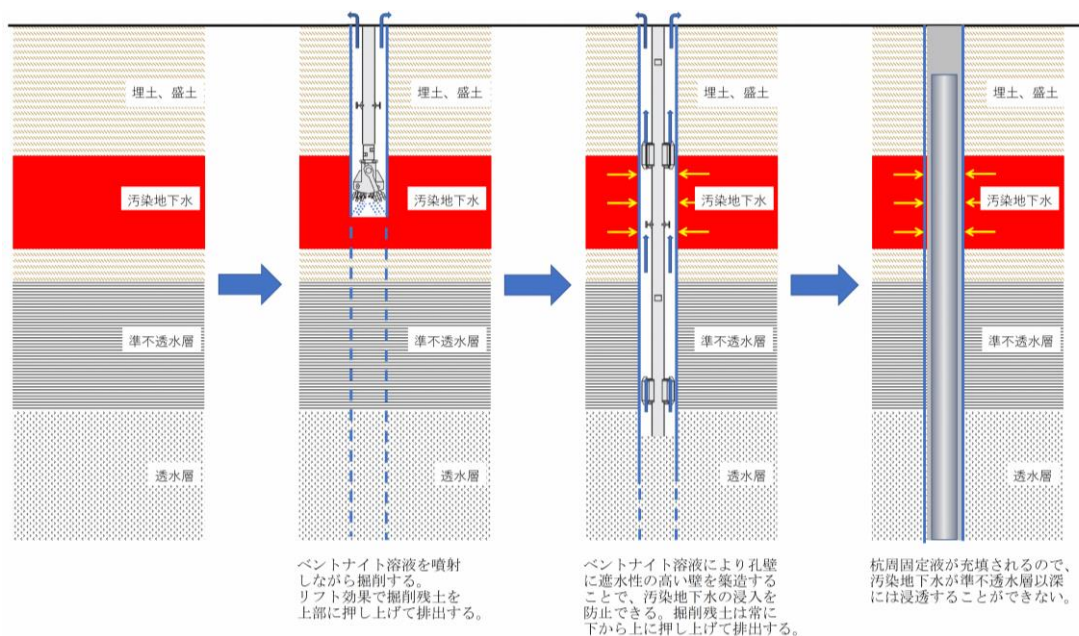 埋土、盛土
汚染地下水
準不透水層
透水層
埋土、盛土
汚染地下水
準不透水層
透水層
ベントナイト溶液を噴射
しながら掘削する。
リフト効果で掘削残土を
上部に押し上げて排出する。
埋土、盛土
汚染地下水
準不透水層
透水層
ベントナイト溶液により孔壁
に遮水性の高い壁を築造する
ことで、汚染地下水の浸入を
防止できる。掘削残土は常に
下から上に押し上げて排出する。
埋土、盛土
汚染地下水
準不透水層
透水層
杭周固定液が充填されるので、
汚染地下水が準不透水層以深
には浸透することができない。